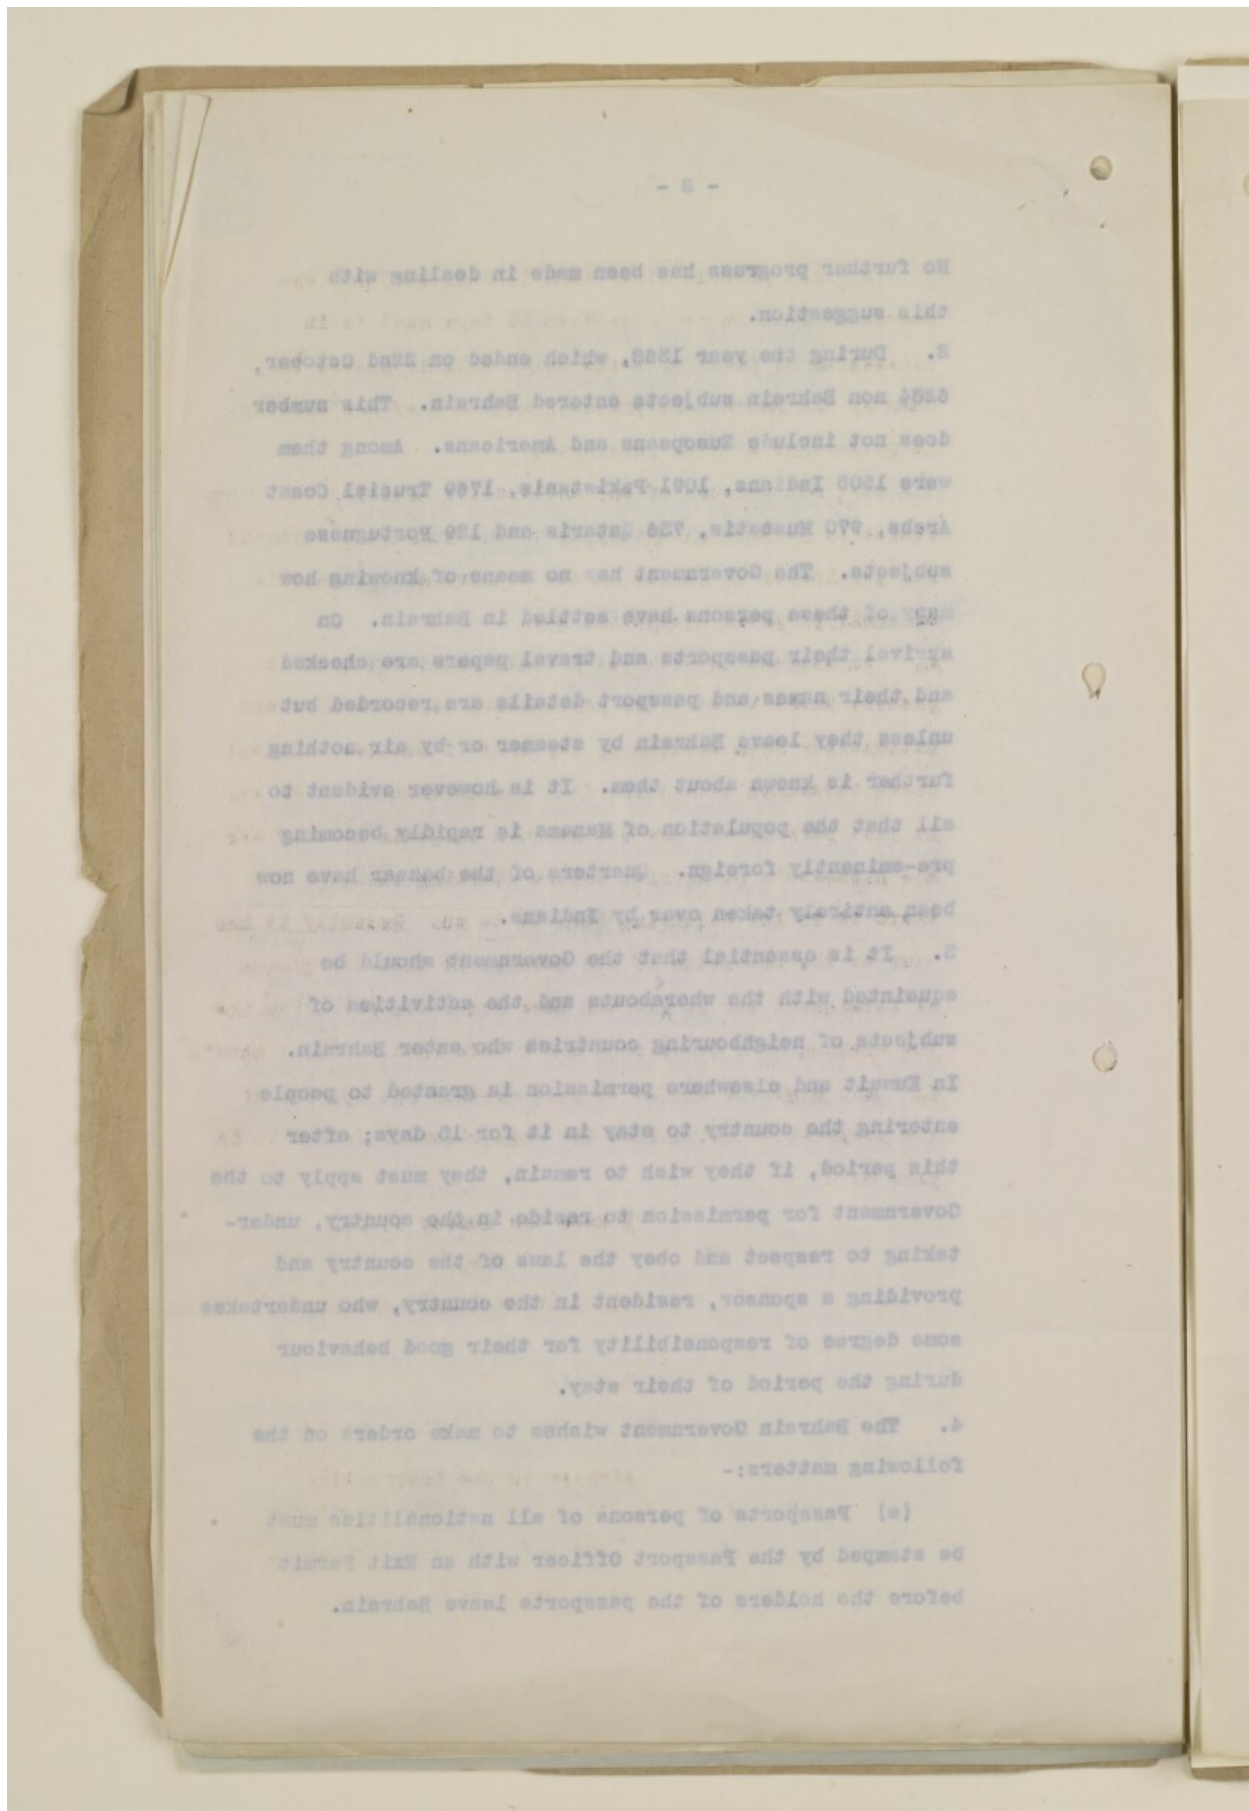 - 2 -
No further progress has been made in dealing with
this suggestion.
2. During the year 1368, which ended on 22nd October,
6284 non Bahrain subjects entered Bahrain. This number
does not include Europeans and Americans. Among them
were 1508 Indians, 1091 Pakistanis, 1769 Trucial Coast
Arabs, 970 Muscatis, 736 Qataris and 129 Portuguese
subjects. The Government has no means of knowing how
many of these persons have settled in Bahrain. On
arrival their passports and travel papers are checked
and their names and passport details are recorded but
unless they leave Bahrain by steamer or by air nothing
further is known about them. It is however evident to
all that the population of Manama is rapidly becoming
pre-eminently foreign. Quarters of the bazaar have now
been entirely taken over by Indians.
3. It is essential that the Government should be
aquainted with the wherabouts and the activities of
subjects of neighbouring countries who enter Bahrain.
In Kuwait and elsewhere permission is granted to people
entering the country to stay in it for 15 days; after
this period, if they wish to remain, they must apply to the
Government for permission to reside in the country, under-
taking to respect and obey the laws of the country and
providing a sponsor, resident in the country, who undertakes
some degree of responsibility for their good behaviour
during the period of their stay.
4. The Bahrain Government wishes to make orders on the
following matters:-
(a) Passports of persons of all nationalities must
be stamped by the Passport Officer with an Exit Permit
before the holders of the passports leave Bahrain.